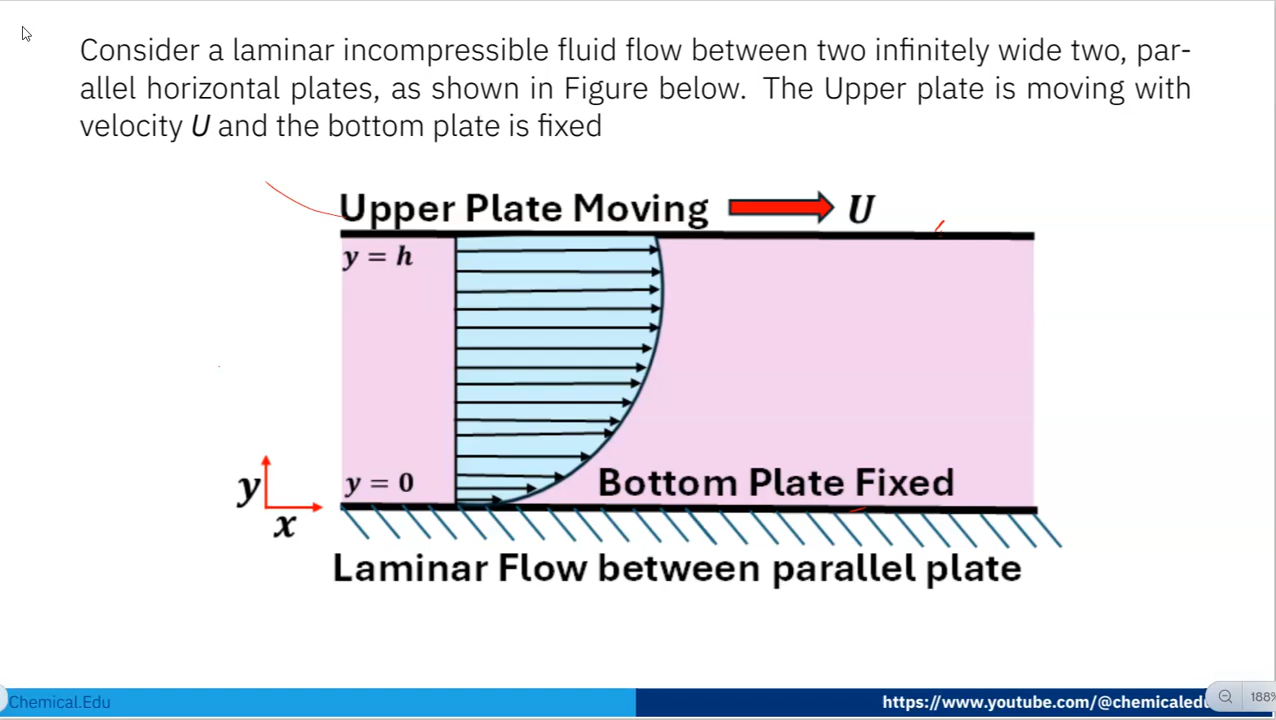 Consider a laminar incompressible fluid flow between two infinitely wide two, par-
allel horizontal plates, as shown in Figure below. The Upper plate is moving with
velocity U and the bottom plate is fixed
Upper Plate Moving U
y = h
y = 0
Bottom Plate Fixed
y
x
Laminar Flow between parallel plate
Chemical.Edu
https://www.youtube.com/@chemicaledu
188%